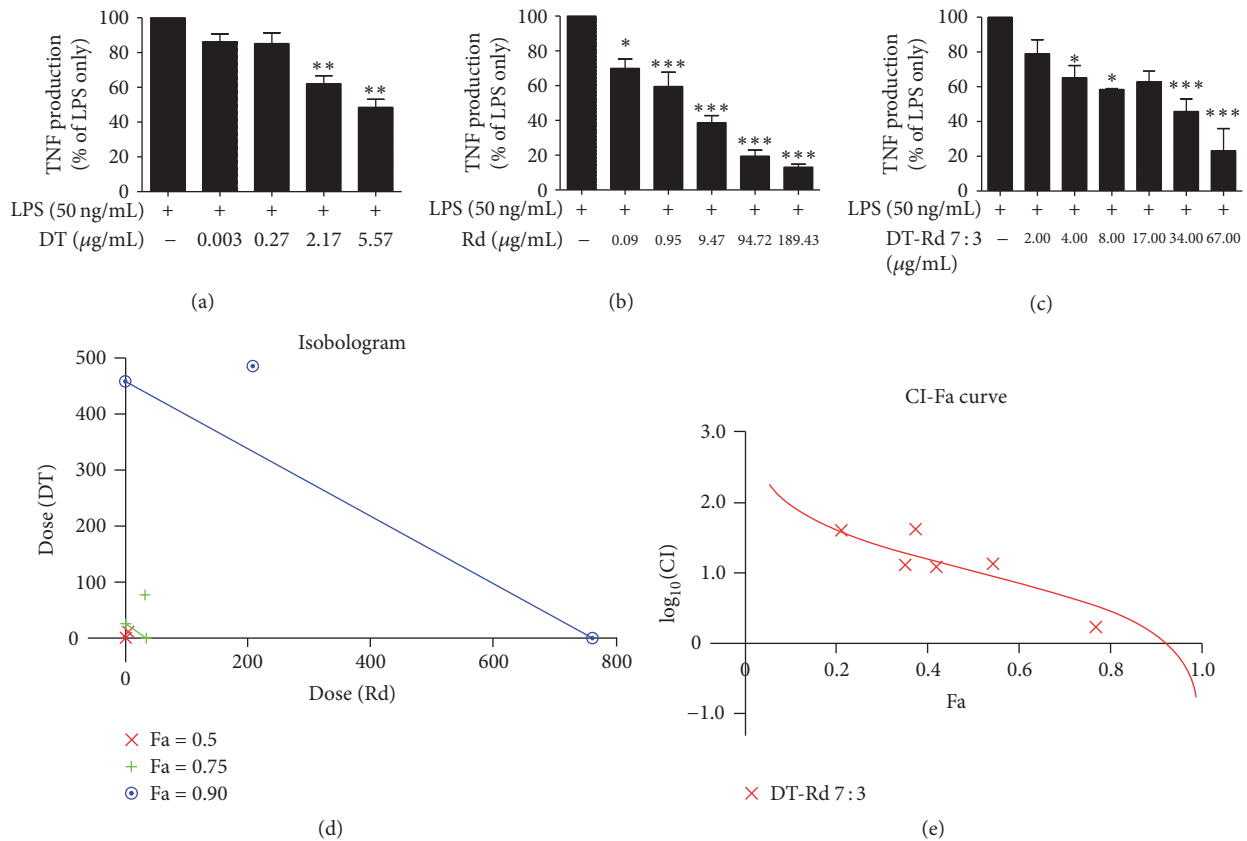 TNF production
(% of LPS only)
100
80
60
40
20
0
** **
LPS (50 ng/mL) + + + + +
DT (μg/mL) – 0.003 0.27 2.17 5.57
(a)
TNF production
(% of LPS only)
100
80
60
40
20
0
* *** *** *** ***
LPS (50 ng/mL) + + + + + +
Rd (μg/mL) – 0.09 0.95 9.47 94.72 189.43
(b)
TNF production
(% of LPS only)
100
80
60
40
20
0
* * *** ***
LPS (50 ng/mL) + + + + + + +
DT-Rd 7 : 3 – 2.00 4.00 8.00 17.00 34.00 67.00
(μg/mL)
(c)
Isobologram
Dose (DT)
500
400
300
200
100
0
0 200 400 600 800
Dose (Rd)
Fa = 0.5
Fa = 0.75
Fa = 0.90
(d)
CI-Fa curve
log₁₀(CI)
3.0
2.0
1.0
0
−1.0
0 0.2 0.4 0.6 0.8 1.0
Fa
DT-Rd 7 : 3
(e)